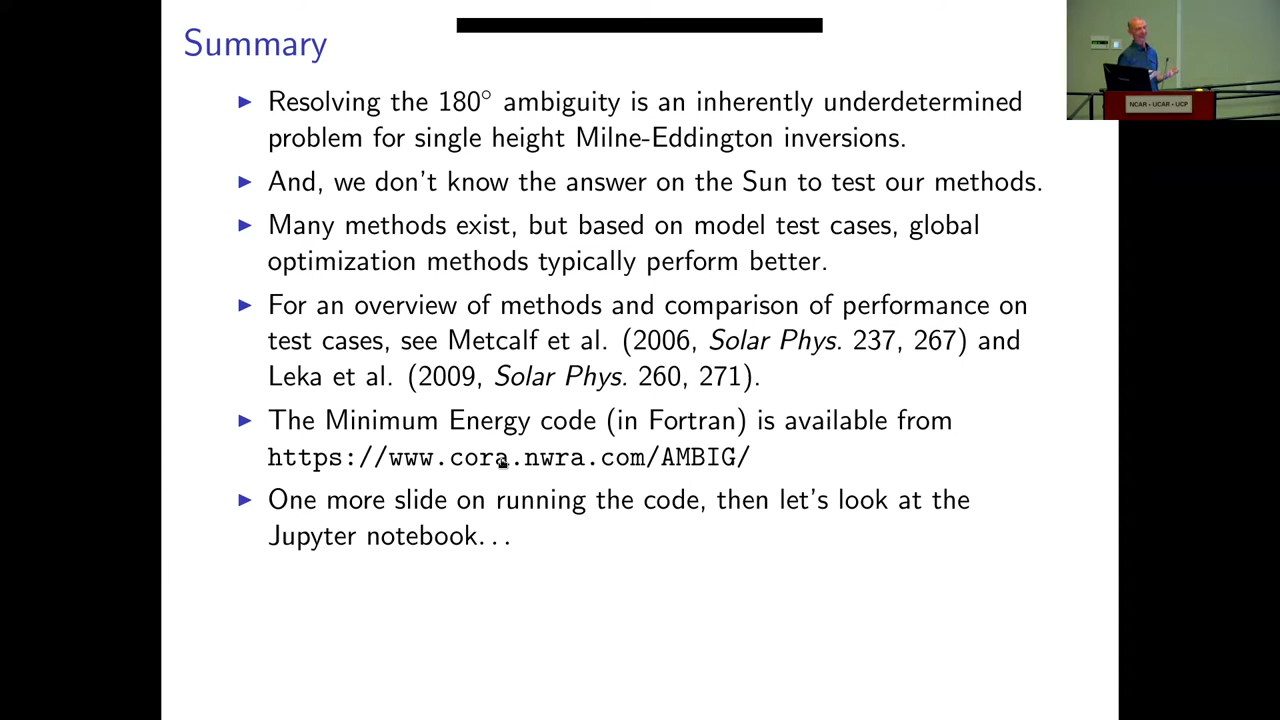 Summary
▶ Resolving the 180° ambiguity is an inherently underdetermined
problem for single height Milne-Eddington inversions.
▶ And, we don't know the answer on the Sun to test our methods.
▶ Many methods exist, but based on model test cases, global
optimization methods typically perform better.
▶ For an overview of methods and comparison of performance on
test cases, see Metcalf et al. (2006, Solar Phys. 237, 267) and
Leka et al. (2009, Solar Phys. 260, 271).
▶ The Minimum Energy code (in Fortran) is available from
https://www.cora.nwra.com/AMBIG/
▶ One more slide on running the code, then let's look at the
Jupyter notebook...
NCAR • UCAR • UCP